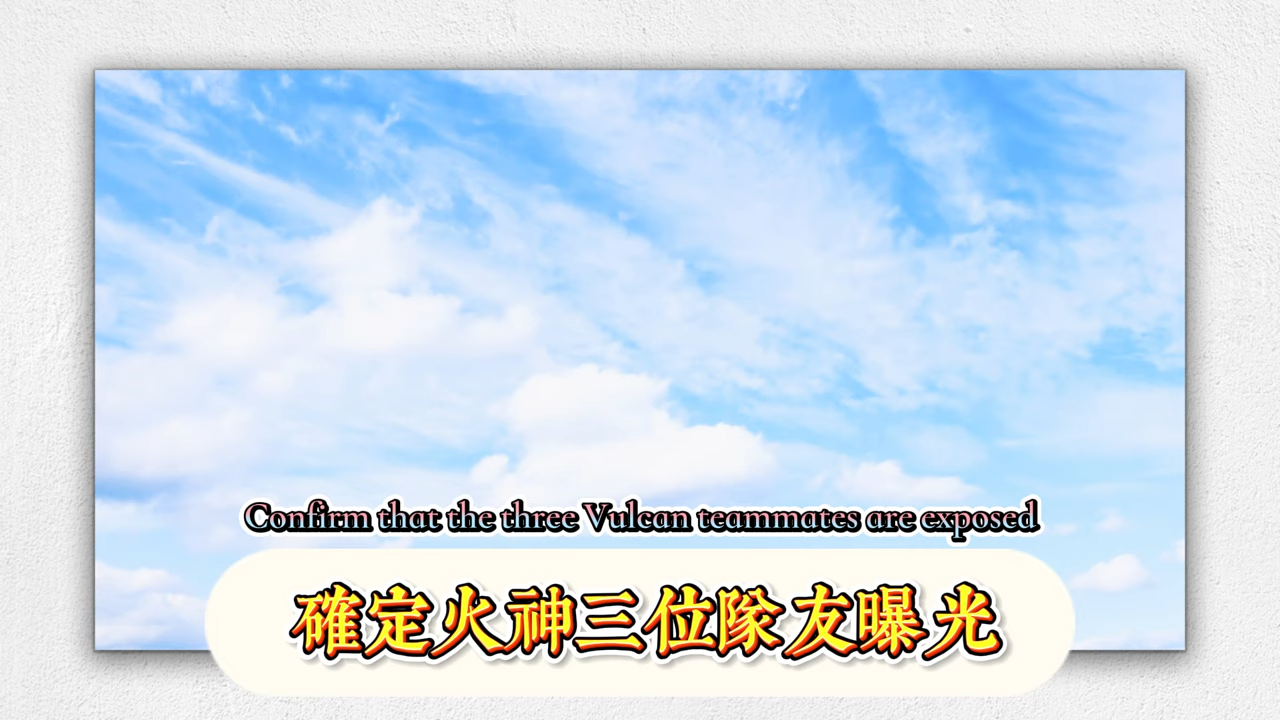 Confirm that the three Vulcan teammates are exposed
確定火神三位隊友曝光